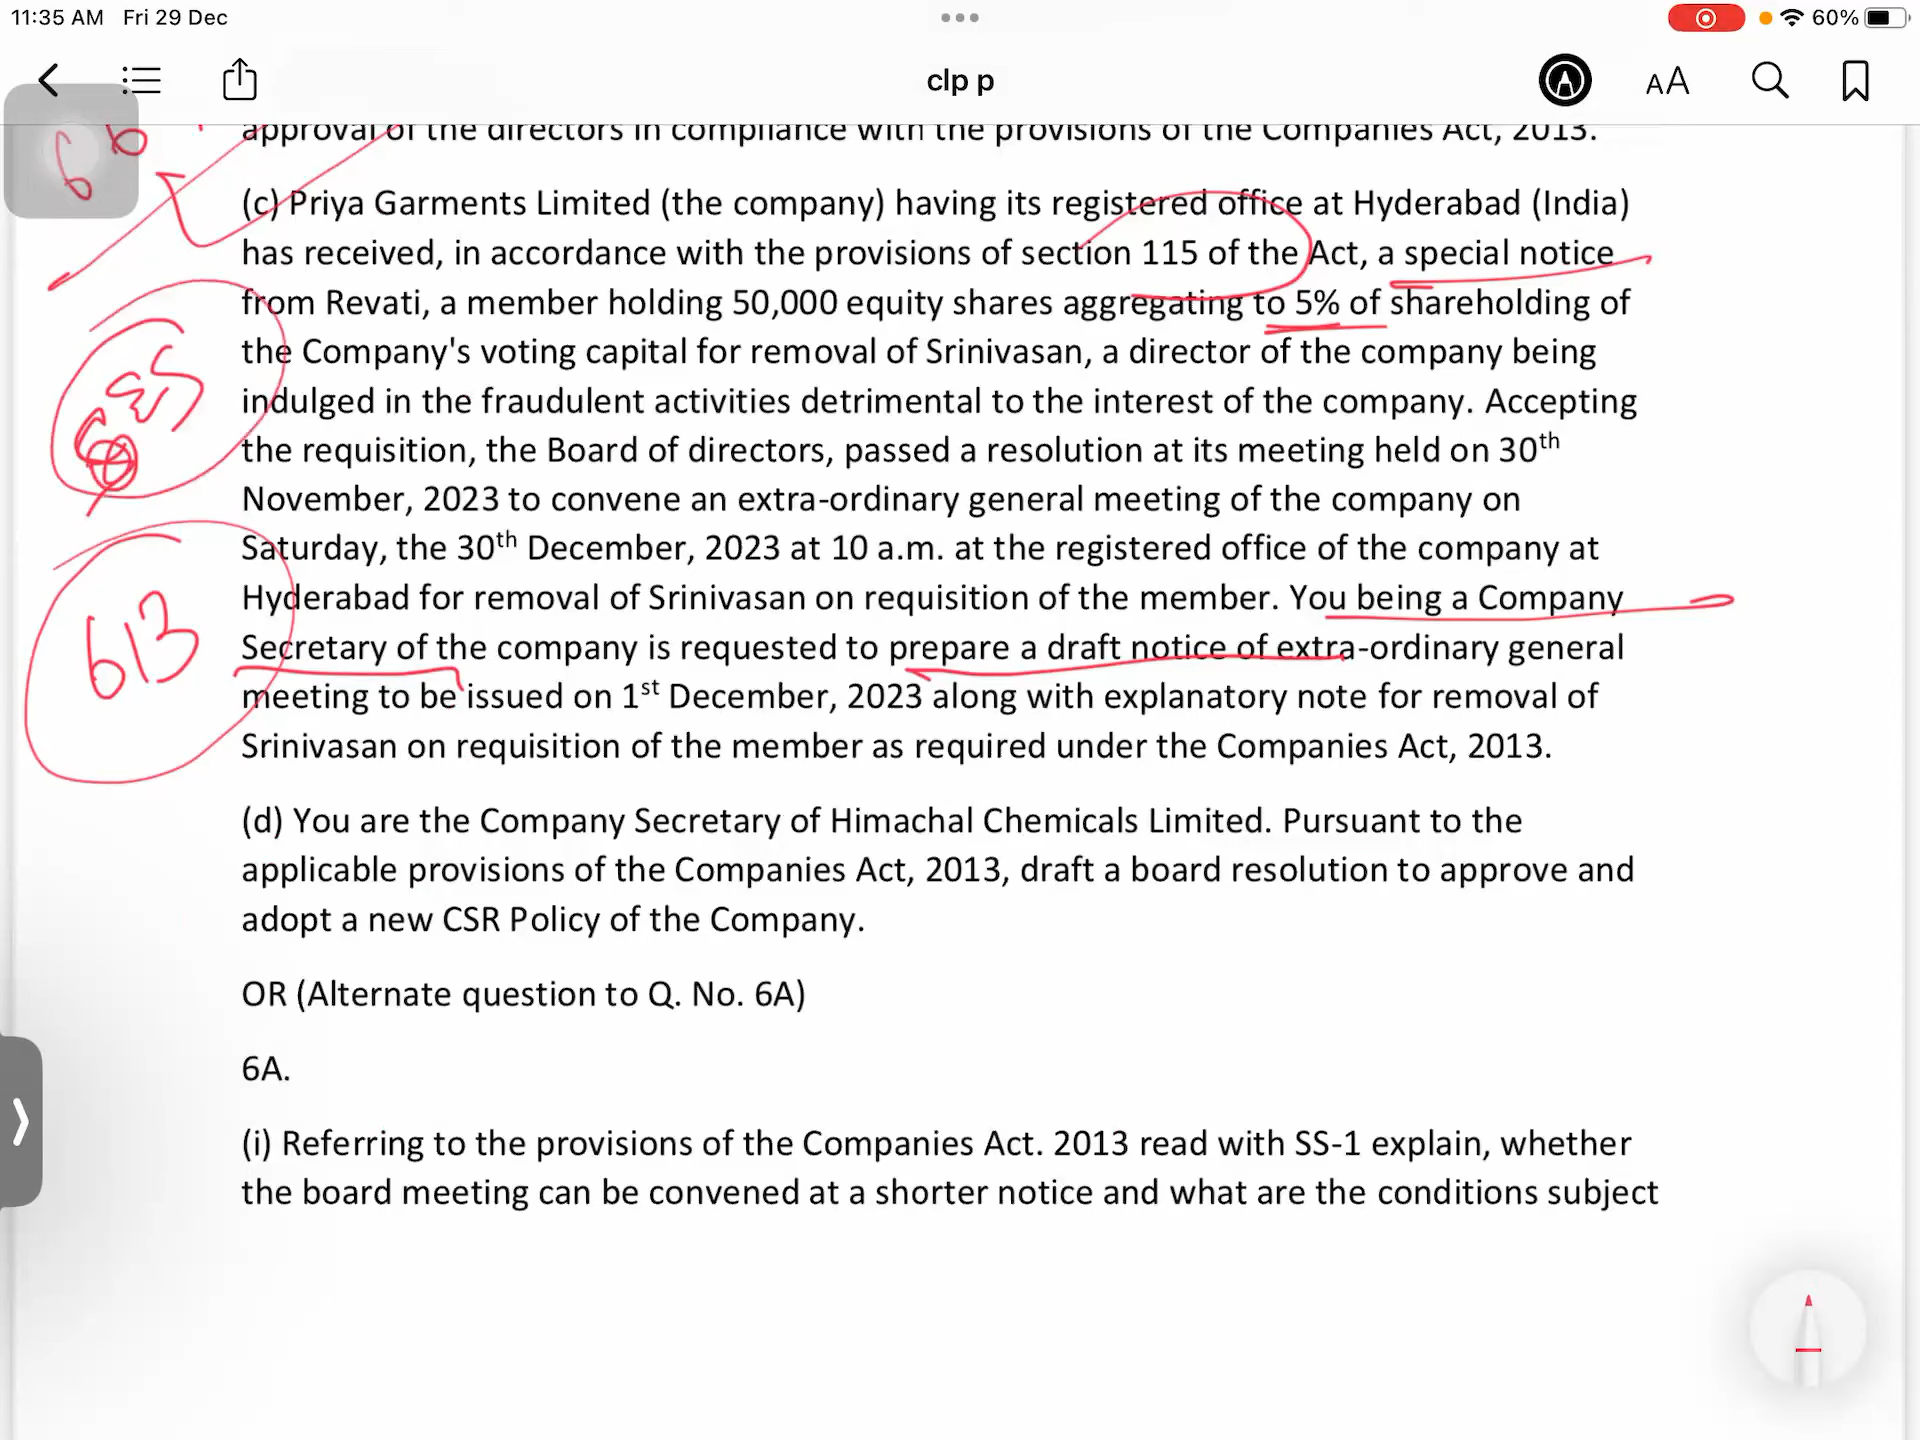 11:35 AM Fri 29 Dec
60%
clp p
approval of the directors in compliance with the provisions of the Companies Act, 2013.
6 6
(c) Priya Garments Limited (the company) having its registered office at Hyderabad (India)
has received, in accordance with the provisions of section 115 of the Act, a special notice
from Revati, a member holding 50,000 equity shares aggregating to 5% of shareholding of
the Company's voting capital for removal of Srinivasan, a director of the company being
indulged in the fraudulent activities detrimental to the interest of the company. Accepting
the requisition, the Board of directors, passed a resolution at its meeting held on 30th
November, 2023 to convene an extra-ordinary general meeting of the company on
Saturday, the 30th December, 2023 at 10 a.m. at the registered office of the company at
Hyderabad for removal of Srinivasan on requisition of the member. You being a Company
613
Secretary of the company is requested to prepare a draft notice of extra-ordinary general
meeting to be issued on 1st December, 2023 along with explanatory note for removal of
Srinivasan on requisition of the member as required under the Companies Act, 2013.
(d) You are the Company Secretary of Himachal Chemicals Limited. Pursuant to the
applicable provisions of the Companies Act, 2013, draft a board resolution to approve and
adopt a new CSR Policy of the Company.
OR (Alternate question to Q. No. 6A)
6A.
(i) Referring to the provisions of the Companies Act. 2013 read with SS-1 explain, whether
the board meeting can be convened at a shorter notice and what are the conditions subject